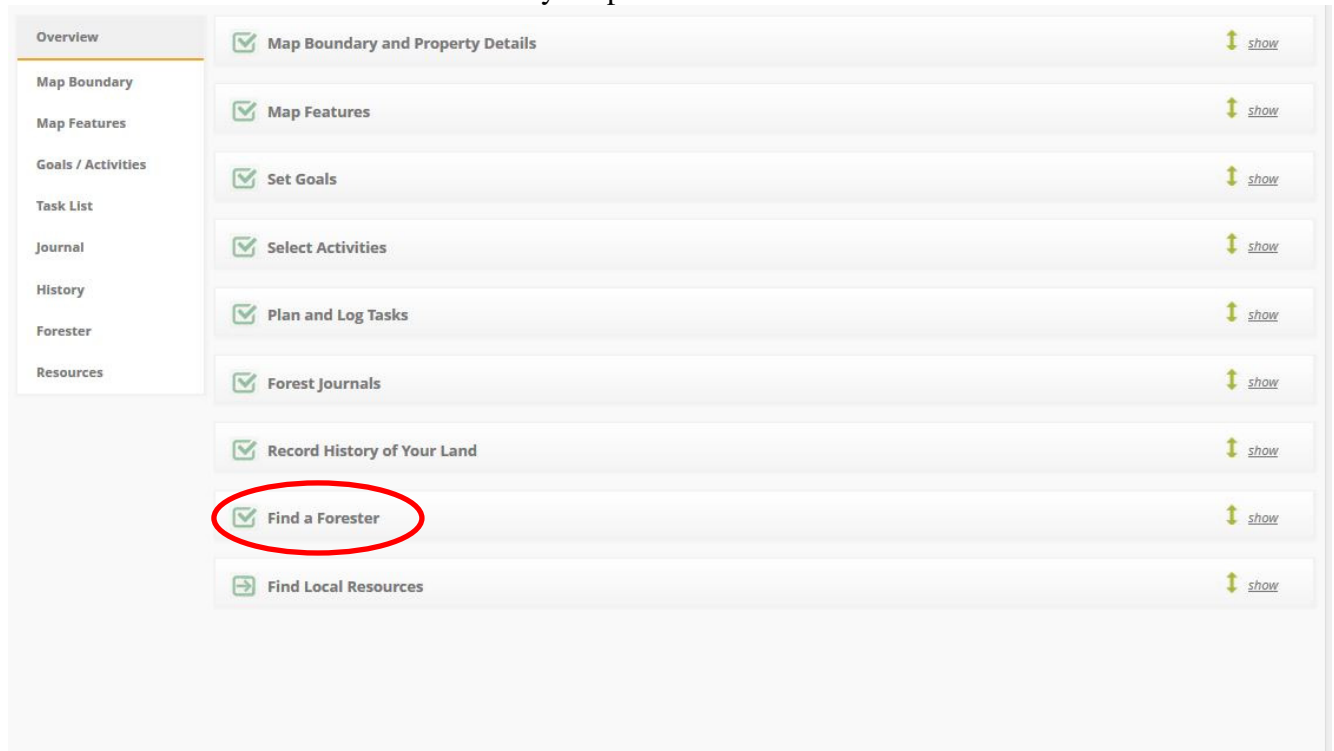 Overview
Map Boundary
Map Features
Goals / Activities
Task List
Journal
History
Forester
Resources
Map Boundary and Property Details show
Map Features show
Set Goals show
Select Activities show
Plan and Log Tasks show
Forest Journals show
Record History of Your Land show
Find a Forester show
Find Local Resources show